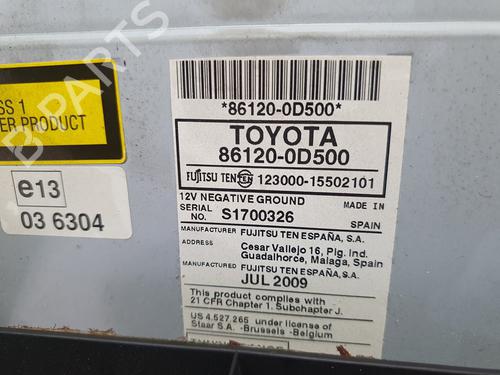 *86120-0D500*
TOYOTA
86120-0D500
FUJITSU TEN TEN 123000-15502101
12V NEGATIVE GROUND
MADE IN
SERIAL NO. S1700326
SPAIN
MANUFACTURER FUJITSU TEN ESPAÑA, S.A.
ADDRESS Cesar Vallejo 16, Pig. Ind.
Guadalhorce, Malaga, Spain
MANUFACTURED FUJITSU TEN ESPAÑA, S.A.
JUL 2009
This product complies with
21 CFR Chapter 1. Subchapter J.
US 4.527.265 under license of
Staar S.A. -Brussels -Belgium
SS 1
ER PRODUCT
e13
03 6304
B PARTS